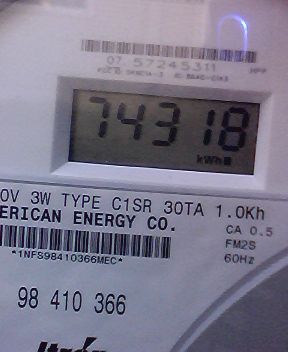 07 57245311
74318
kWh
0V 3W TYPE C1SR 30TA 1.0Kh
ERICAN ENERGY CO.
CA 0.5
FM2S
60Hz
*1NFS98410366MEC*
98 410 366
Itron